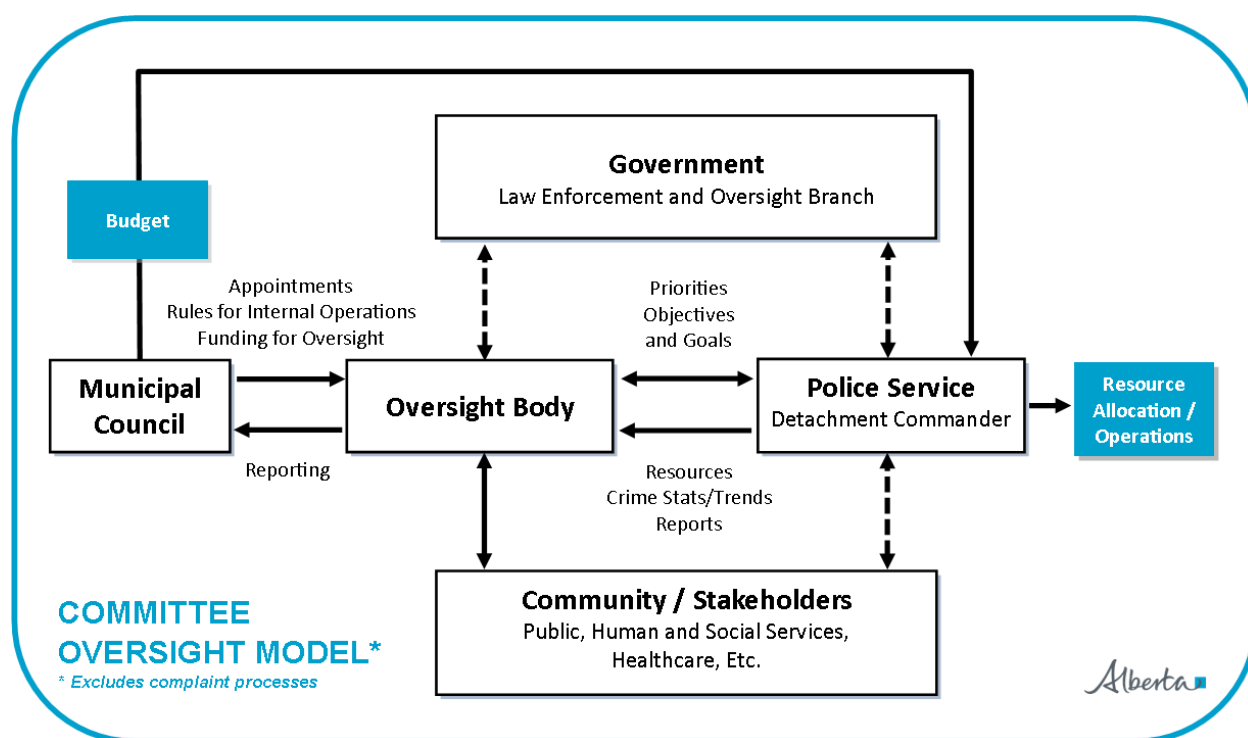 Government
Law Enforcement and Oversight Branch
Budget
Appointments
Rules for Internal Operations
Funding for Oversight
Priorities
Objectives
and Goals
Municipal
Council
Oversight Body
Police Service
Detachment Commander
Resource
Allocation /
Operations
Reporting
Resources
Crime Stats/Trends
Reports
Community / Stakeholders
Public, Human and Social Services,
Healthcare, Etc.
COMMITTEE
OVERSIGHT MODEL*
* Excludes complaint processes
Alberta